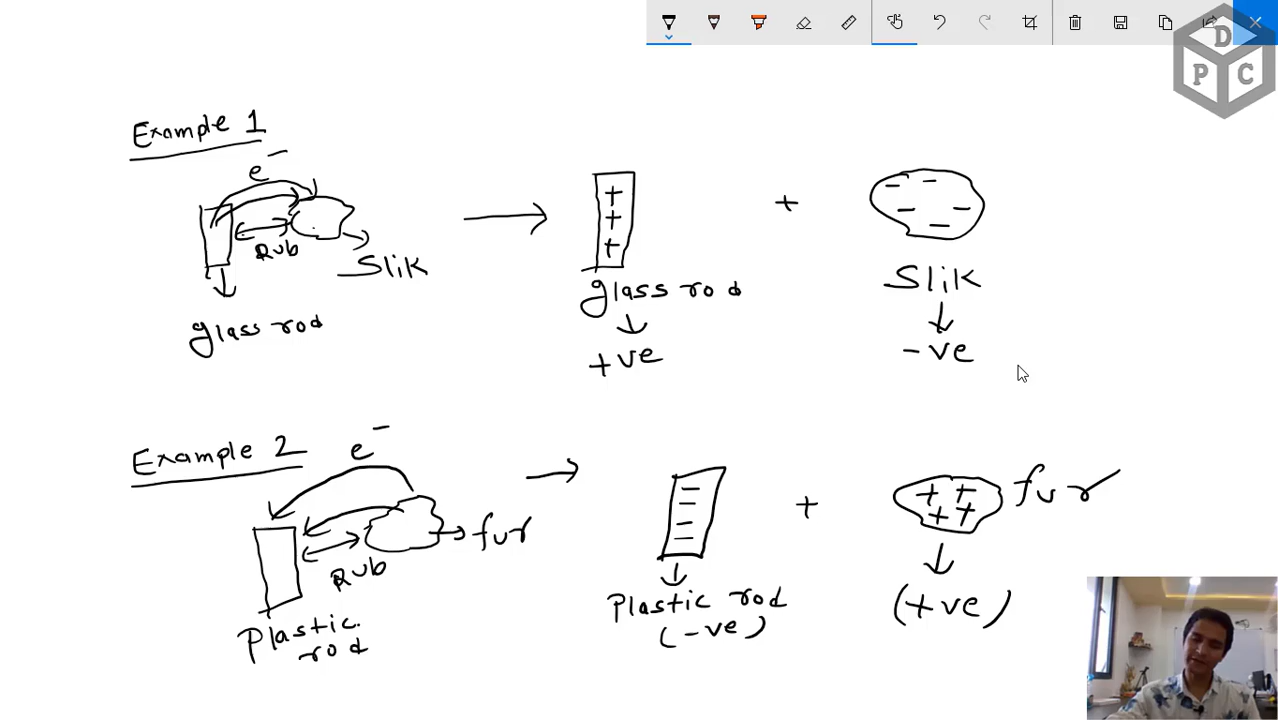 D
P C
Example 1
e⁻
Rub
Slik
glass rod
+ + +
glass rod
+ve
+
- - - - -
Slik
-ve
Example 2
e⁻
Rub
fur
Plastic rod
- - - -
Plastic rod
(-ve)
+
+ + + +
fur
(+ve)